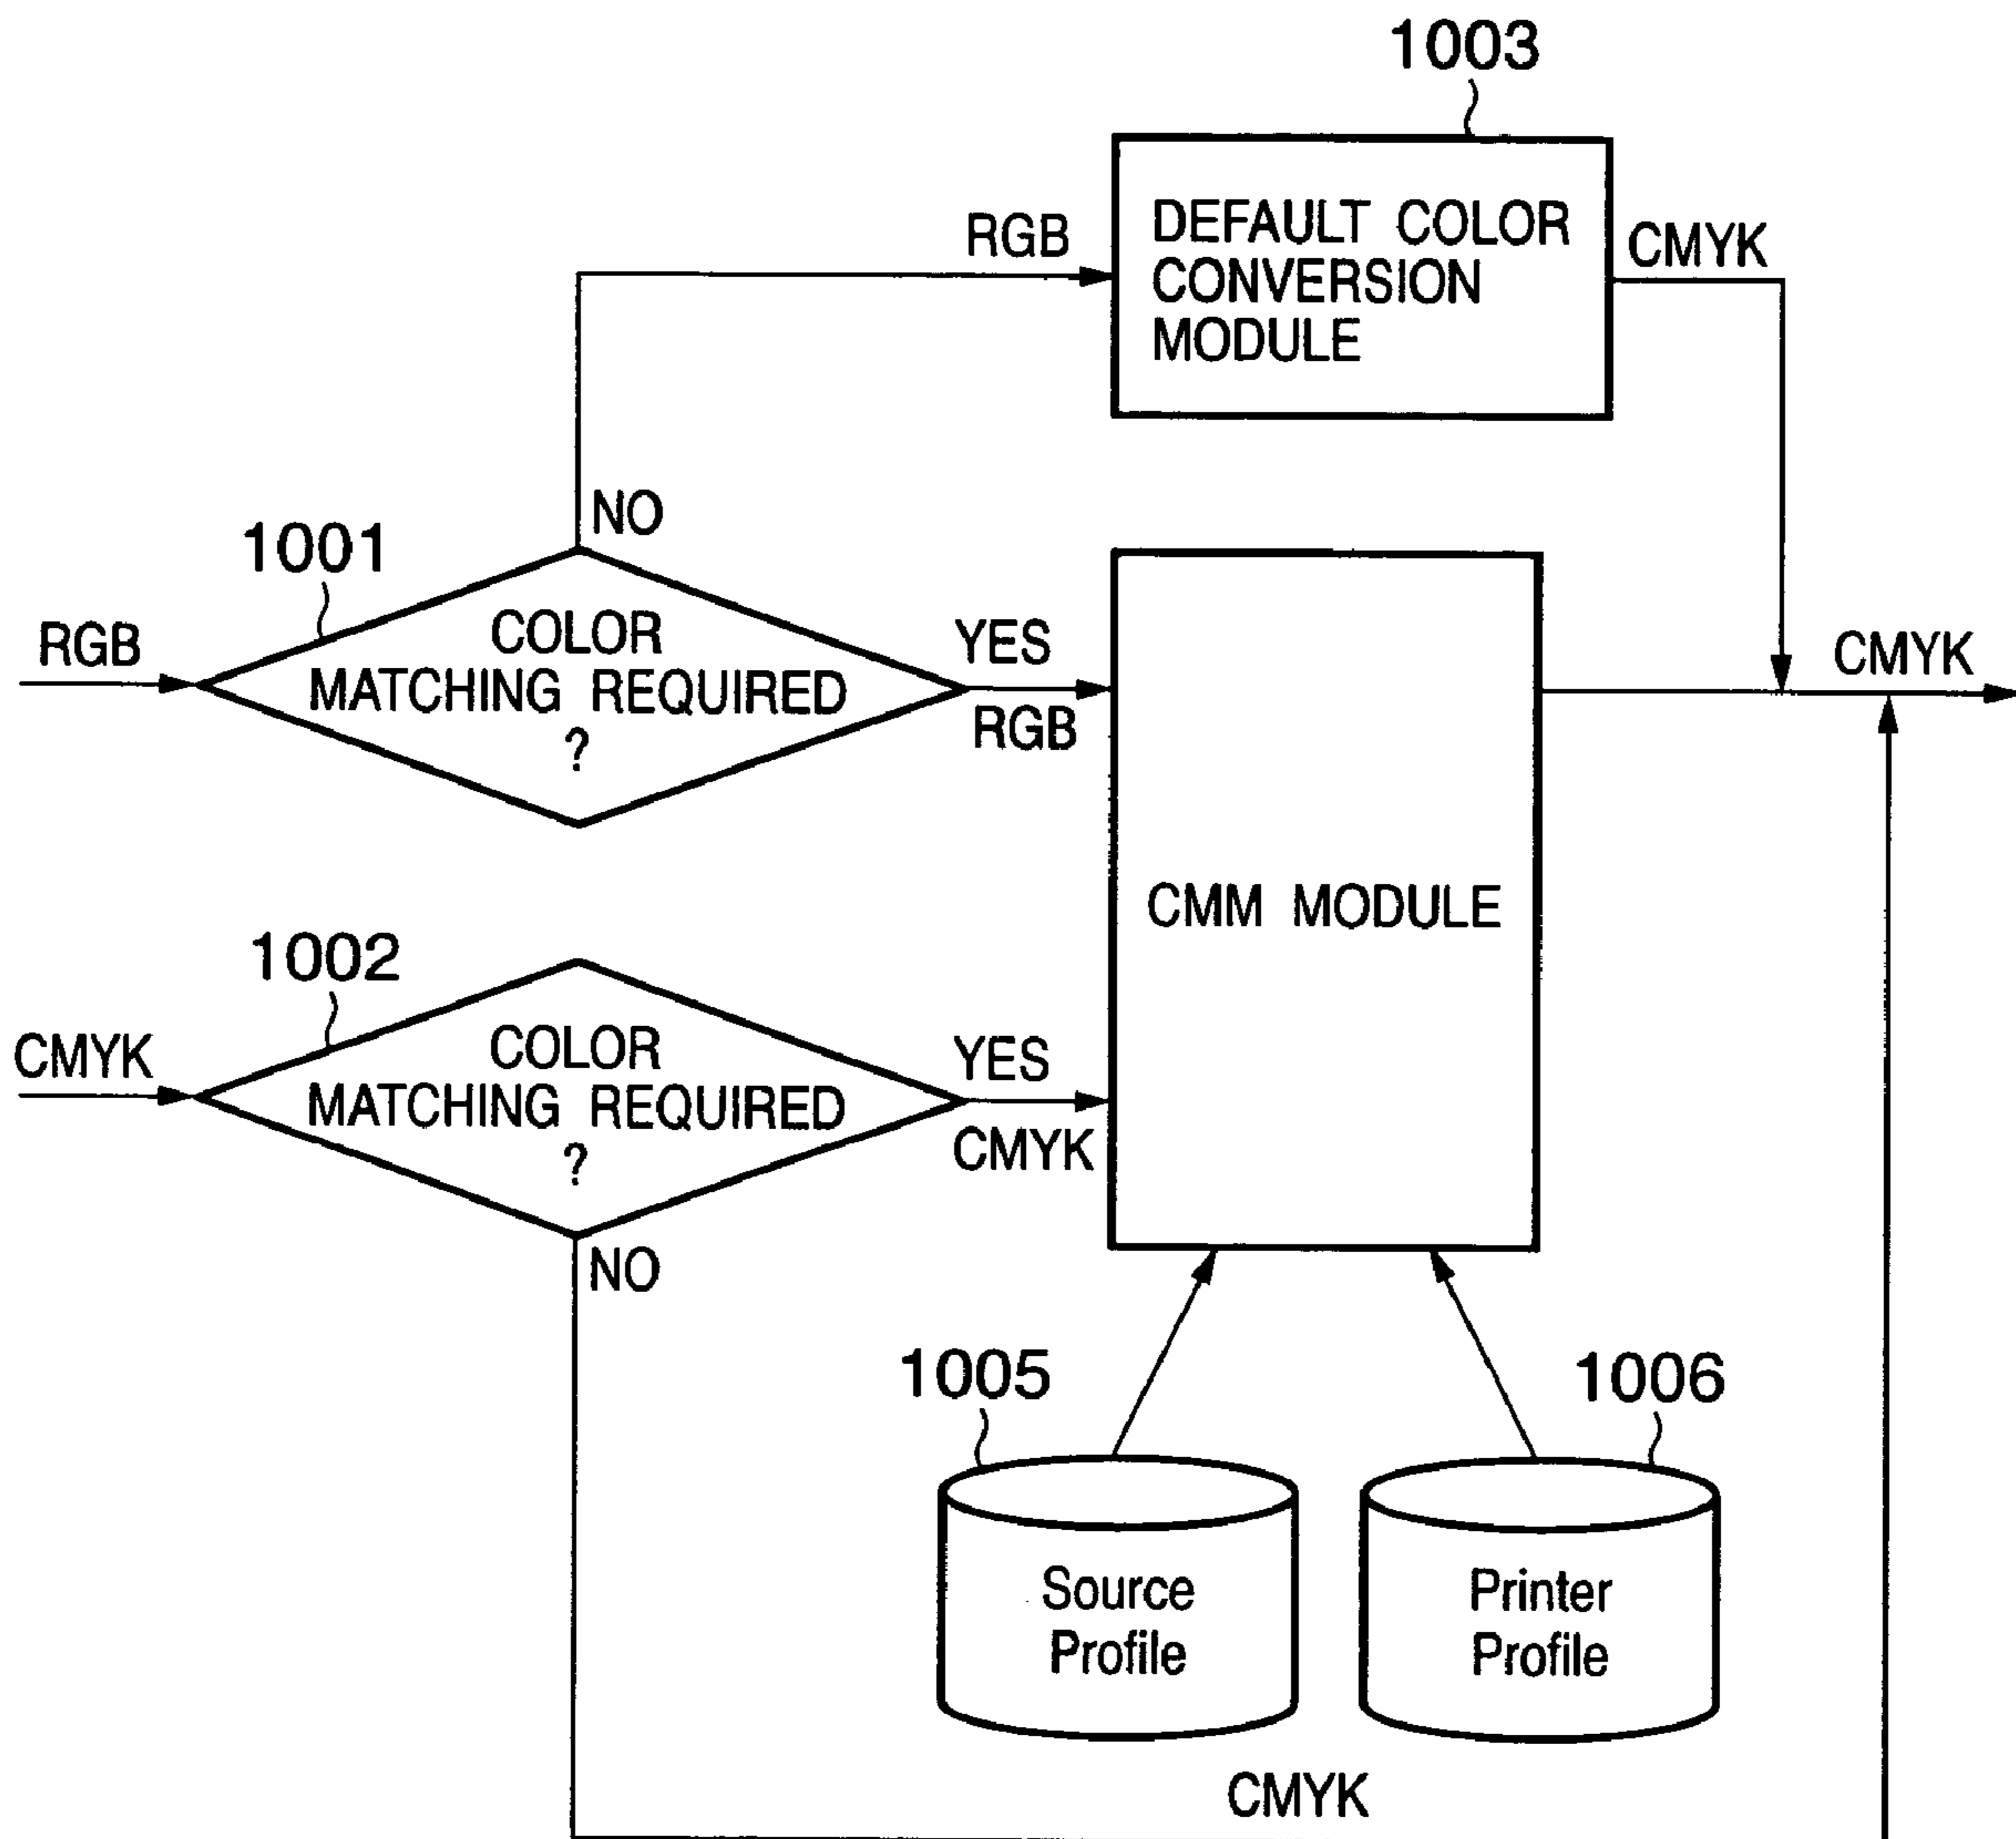 1003
RGB
DEFAULT COLOR
CONVERSION
MODULE
CMYK
NO
1001
RGB
COLOR
MATCHING REQUIRED
?
YES
RGB
CMYK
CMM MODULE
1002
CMYK
COLOR
MATCHING REQUIRED
?
YES
CMYK
NO
1005
1006
Source
Profile
Printer
Profile
CMYK